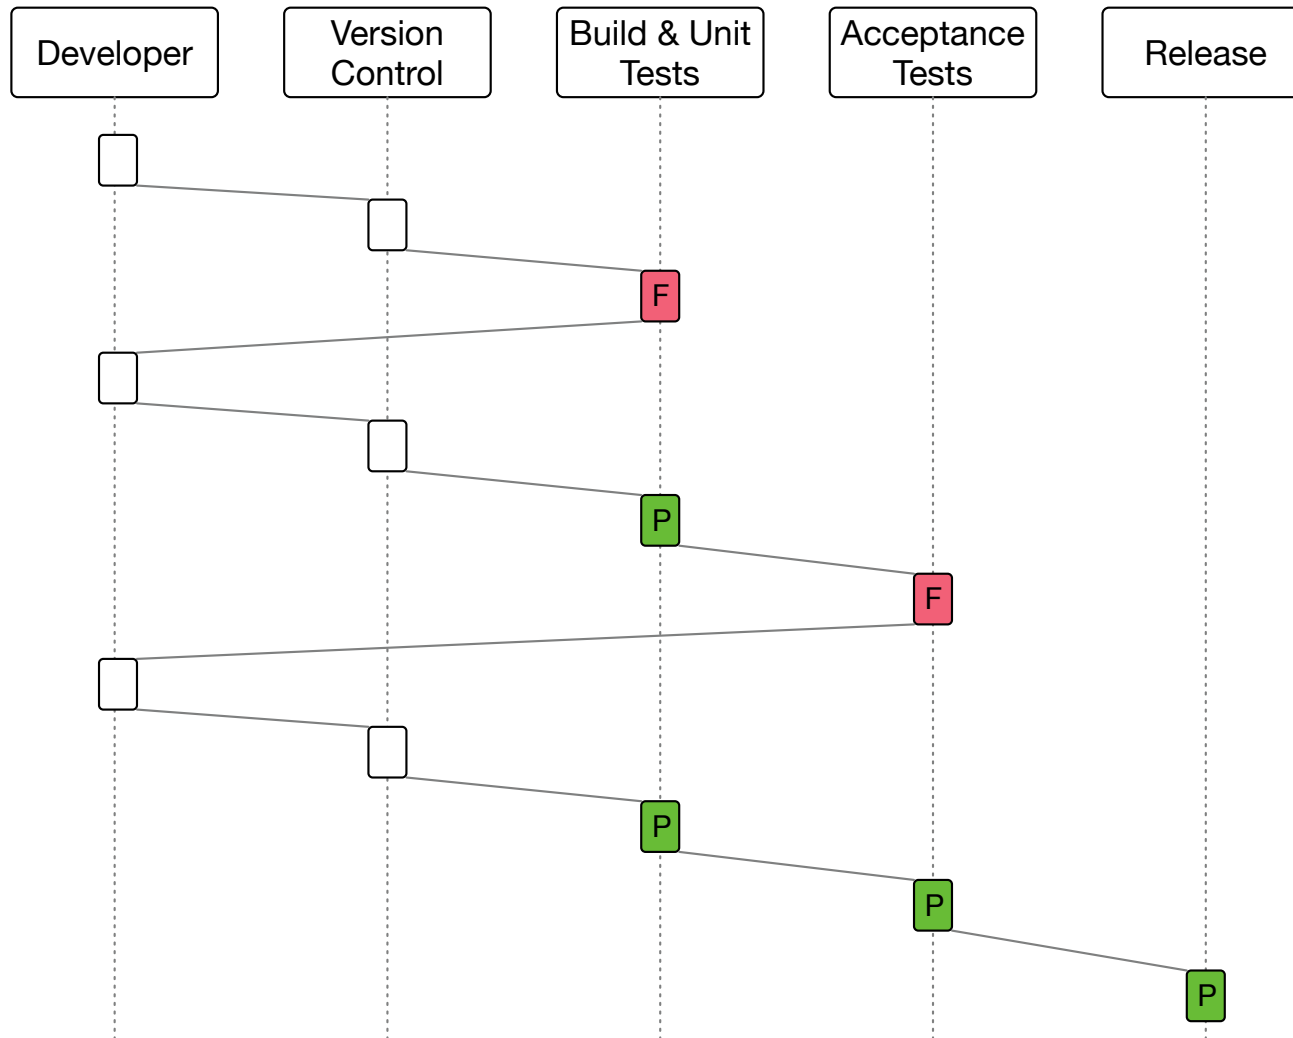 Developer
Version
Control
Build & Unit
Tests
Acceptance
Tests
Release
F
P
F
P
P
P